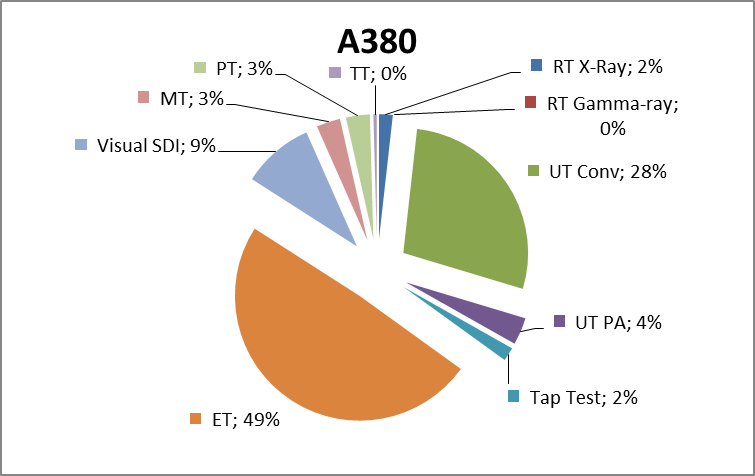 A380
PT; 3%
TT; 0%
RT X-Ray; 2%
MT; 3%
RT Gamma-ray;
0%
Visual SDI; 9%
UT Conv; 28%
UT PA; 4%
Tap Test; 2%
ET; 49%